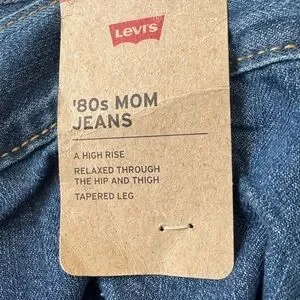 Levi's
'80s MOM
JEANS
A HIGH RISE
RELAXED THROUGH
THE HIP AND THIGH
TAPERED LEG